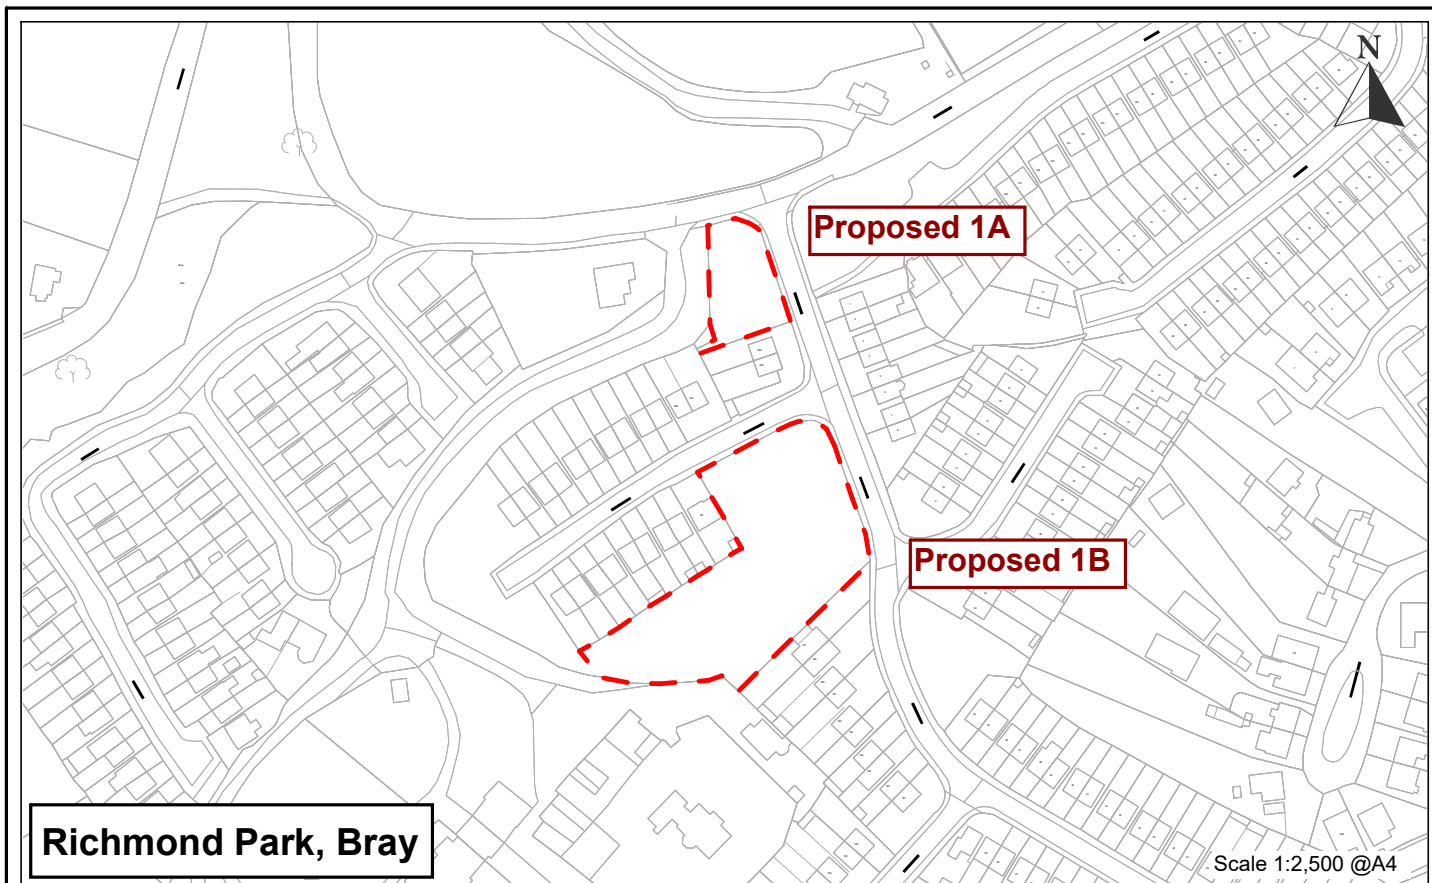 N
Proposed 1A
Proposed 1B
Richmond Park, Bray
Scale 1:2,500 @A4